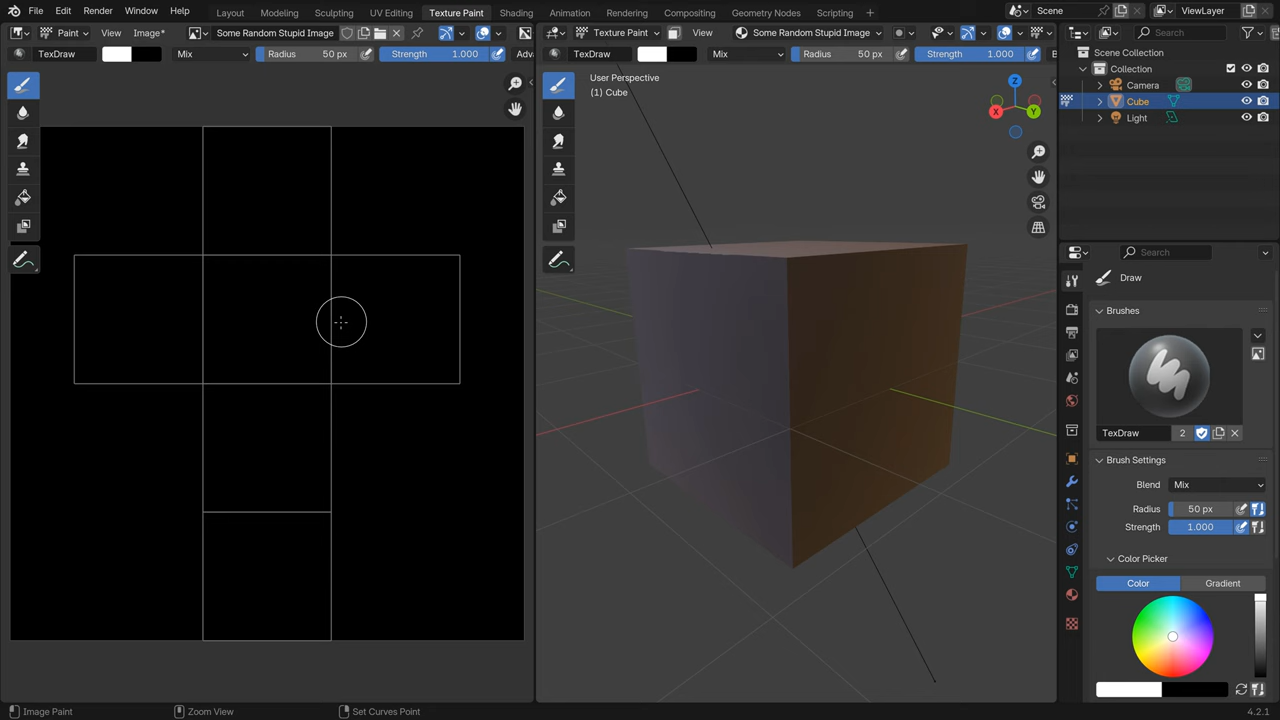 File Edit Render Window Help Layout Modeling Sculpting UV Editing Texture Paint Shading Animation Rendering Compositing Geometry Nodes Scripting + Scene ViewLayer
Paint View Image* Some Random Stupid Image Texture Paint View Some Random Stupid Image Search
TexDraw Mix Radius 50 px Strength 1.000 Adv TexDraw Mix Radius 50 px Strength 1.000 B
Scene Collection
Collection
Camera
Cube
Light
User Perspective
(1) Cube
Z
X
Y
Search
Draw
Brushes
TexDraw 2
Brush Settings
Blend Mix
Radius 50 px
Strength 1.000
Color Picker
Color Gradient
Image Paint Zoom View Set Curves Point 4.2.1